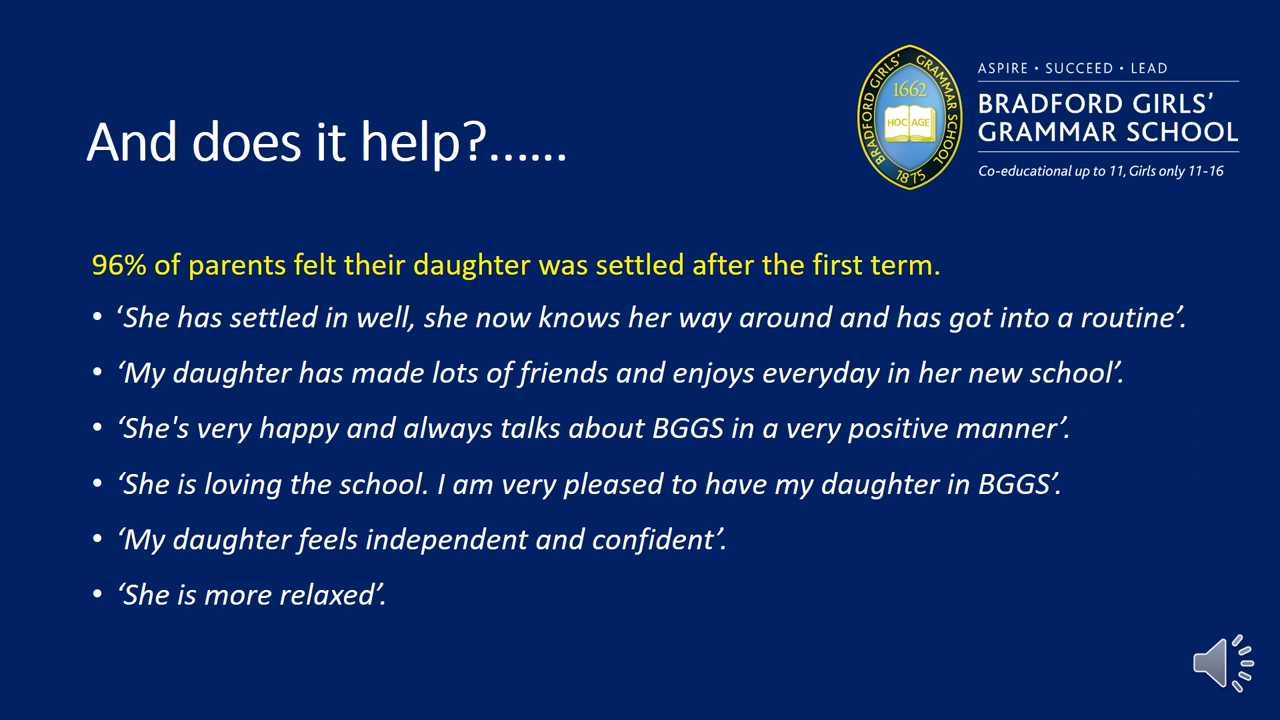 And does it help?......
BRADFORD GIRLS' GRAMMAR SCHOOL
1662
HOC AGE
1875
ASPIRE • SUCCEED • LEAD
BRADFORD GIRLS'
GRAMMAR SCHOOL
Co-educational up to 11, Girls only 11-16
96% of parents felt their daughter was settled after the first term.
• ‘She has settled in well, she now knows her way around and has got into a routine’.
• ‘My daughter has made lots of friends and enjoys everyday in her new school’.
• ‘She's very happy and always talks about BGGS in a very positive manner’.
• ‘She is loving the school. I am very pleased to have my daughter in BGGS’.
• ‘My daughter feels independent and confident’.
• ‘She is more relaxed’.